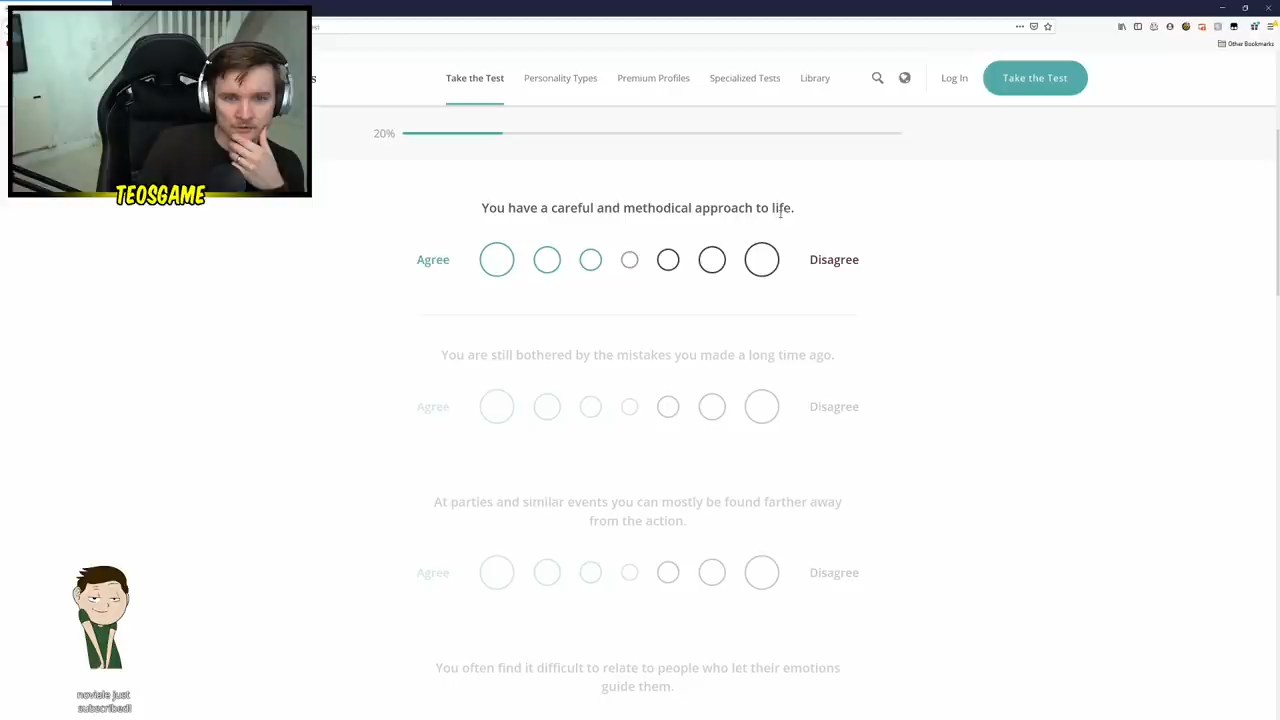 Other Bookmarks
Take the Test
Personality Types
Premium Profiles
Specialized Tests
Library
Log In
Take the Test
20%
TEOSGAME
You have a careful and methodical approach to life.
Agree
Disagree
You are still bothered by the mistakes you made a long time ago.
Agree
Disagree
At parties and similar events you can mostly be found farther away
from the action.
Agree
Disagree
You often find it difficult to relate to people who let their emotions
guide them.
noviele just
subscribed!